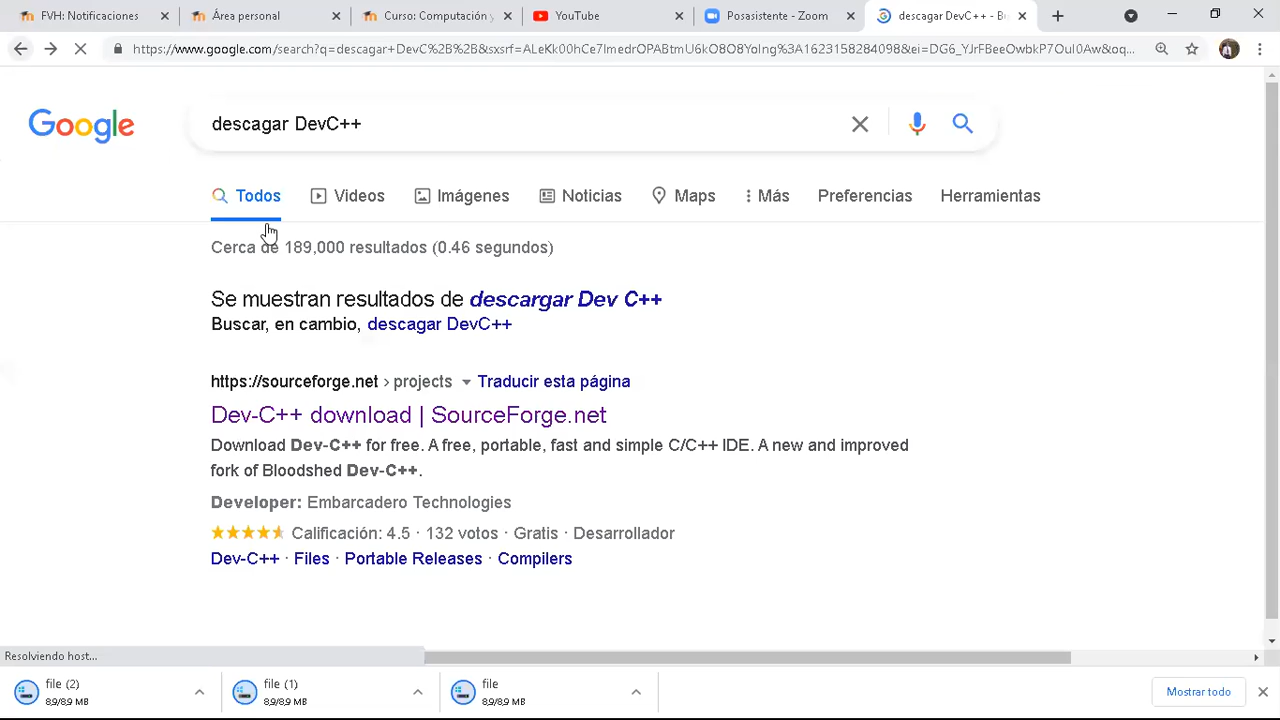 FVH: Notificaciones
Área personal
Curso: Computación y
YouTube
Posasistente - Zoom
descagar DevC++ - B
https://www.google.com/search?q=descagar+DevC%2B%2B&sxsrf=
Google
descagar DevC++
Todos
Videos
Imágenes
Noticias
Maps
Más
Preferencias
Herramientas
Cerca de 189,000 resultados (0.46 segundos)
Se muestran resultados de descargar Dev C++
Buscar, en cambio, descagar DevC++
https://sourceforge.net › projects
Traducir esta página
Dev-C++ download | SourceForge.net
Download Dev-C++ for free. A free, portable, fast and simple C/C++ IDE. A new and improved
fork of Bloodshed Dev-C++.
Developer: Embarcadero Technologies
Calificación: 4.5 · 132 votos · Gratis · Desarrollador
Dev-C++ · Files · Portable Releases · Compilers
Resolviendo host...
file (2)
8,9/8,9 MB
file (1)
8,9/8,9 MB
file
8,9/8,9 MB
Mostrar todo